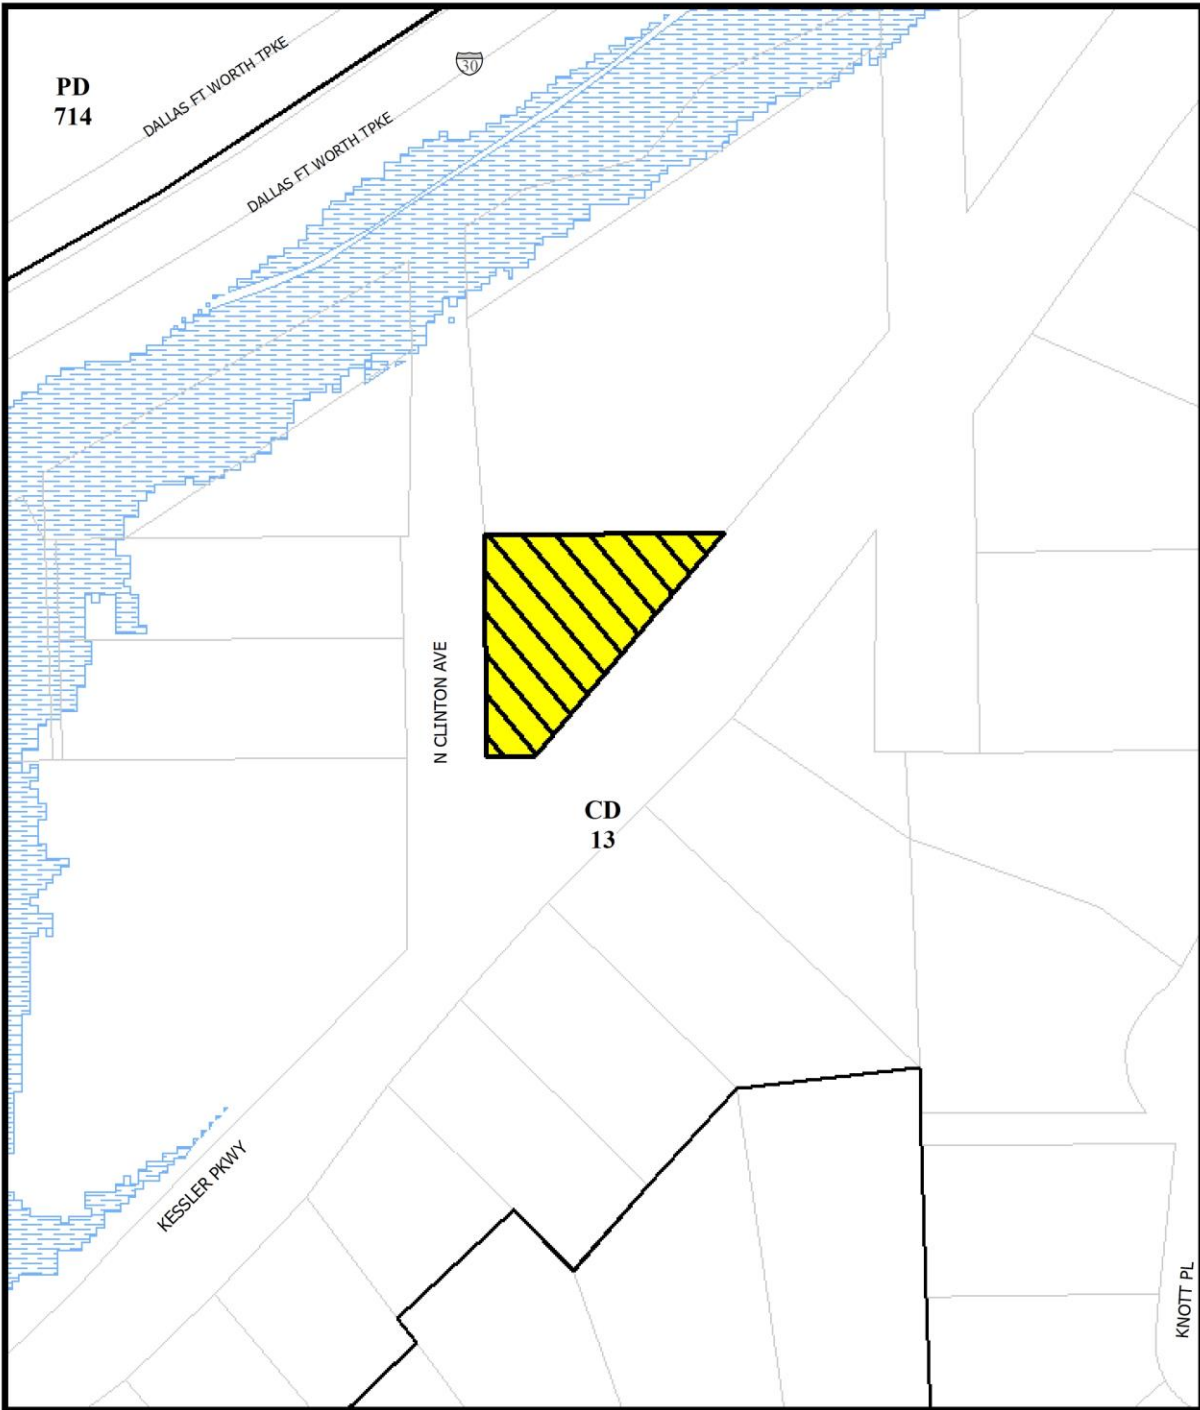 DALLAS FT WORTH TPKE
30
PD
714
DALLAS FT WORTH TPKE
N CLINTON AVE
CD
13
KESSLER PKWY
KNOTT PL